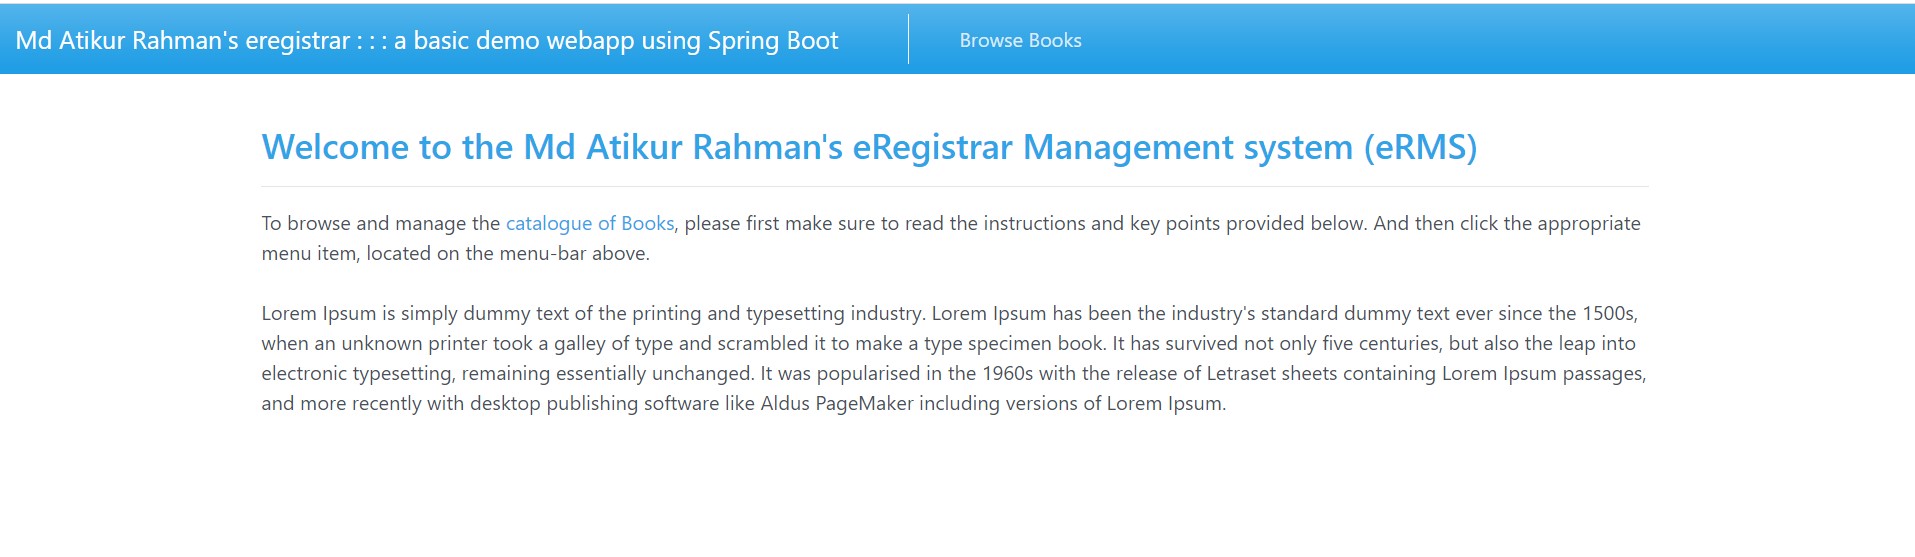 Md Atikur Rahman's eregistrar : : : a basic demo webapp using Spring Boot
Browse Books
Welcome to the Md Atikur Rahman's eRegistrar Management system (eRMS)
To browse and manage the catalogue of Books, please first make sure to read the instructions and key points provided below. And then click the appropriate
menu item, located on the menu-bar above.
Lorem Ipsum is simply dummy text of the printing and typesetting industry. Lorem Ipsum has been the industry's standard dummy text ever since the 1500s,
when an unknown printer took a galley of type and scrambled it to make a type specimen book. It has survived not only five centuries, but also the leap into
electronic typesetting, remaining essentially unchanged. It was popularised in the 1960s with the release of Letraset sheets containing Lorem Ipsum passages,
and more recently with desktop publishing software like Aldus PageMaker including versions of Lorem Ipsum.